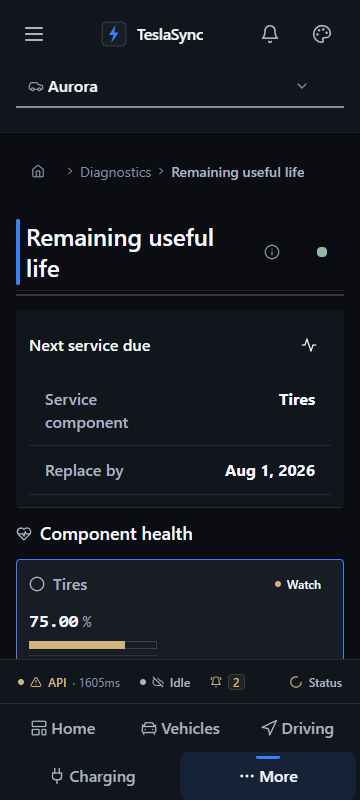 TeslaSync
Aurora
Diagnostics > Remaining useful life
Remaining useful
life
Next service due
Service Tires
component
Replace by Aug 1, 2026
Component health
Tires Watch
75.00 %
API · 1605ms Idle 2 Status
Home Vehicles Driving
Charging More